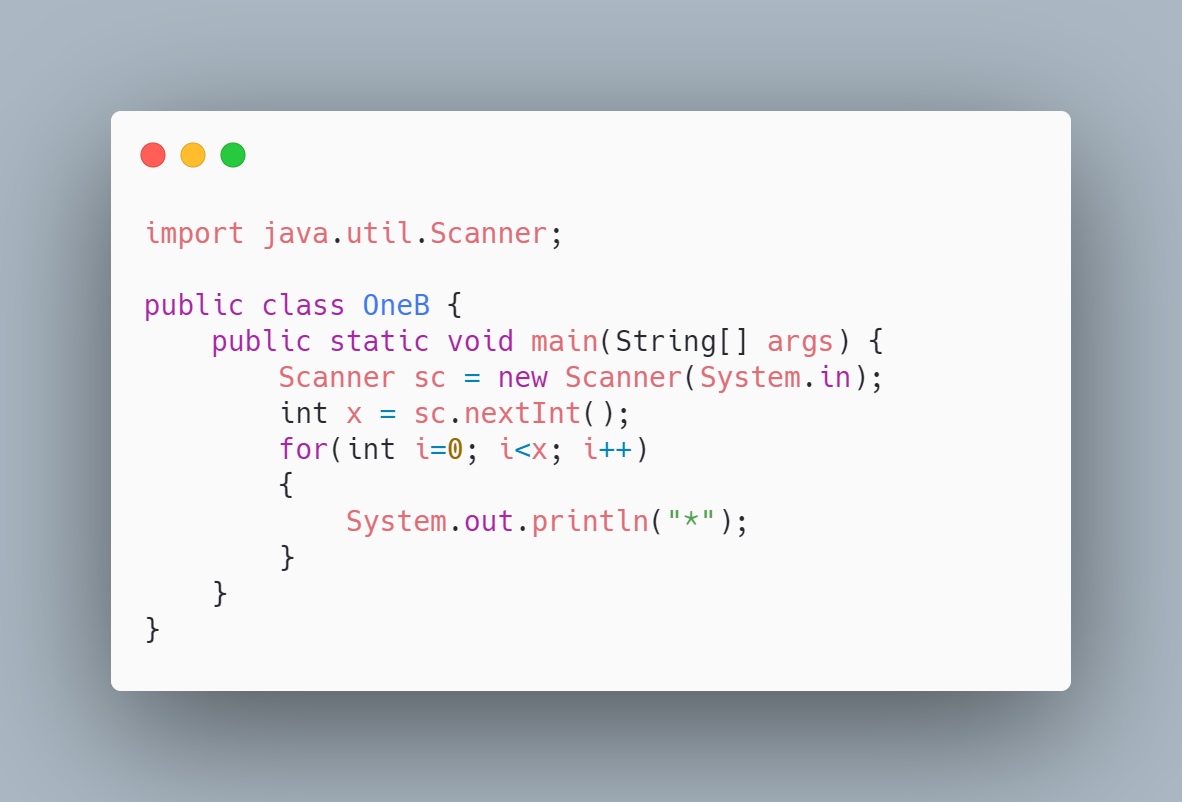 import java.util.Scanner;

public class OneB {
    public static void main(String[] args) {
        Scanner sc = new Scanner(System.in);
        int x = sc.nextInt();
        for(int i=0; i<x; i++)
        {
            System.out.println("*");
        }
    }
}